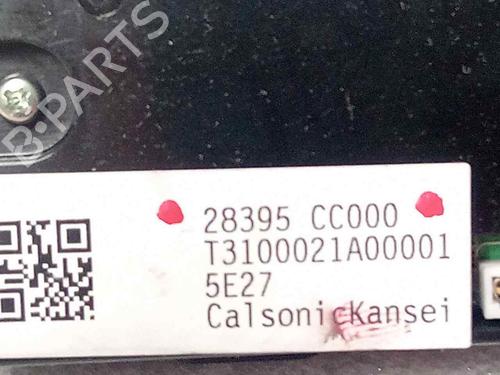 B-PARTS
28395 CC000
T3100021A00001
5E27
CalsonicKansei